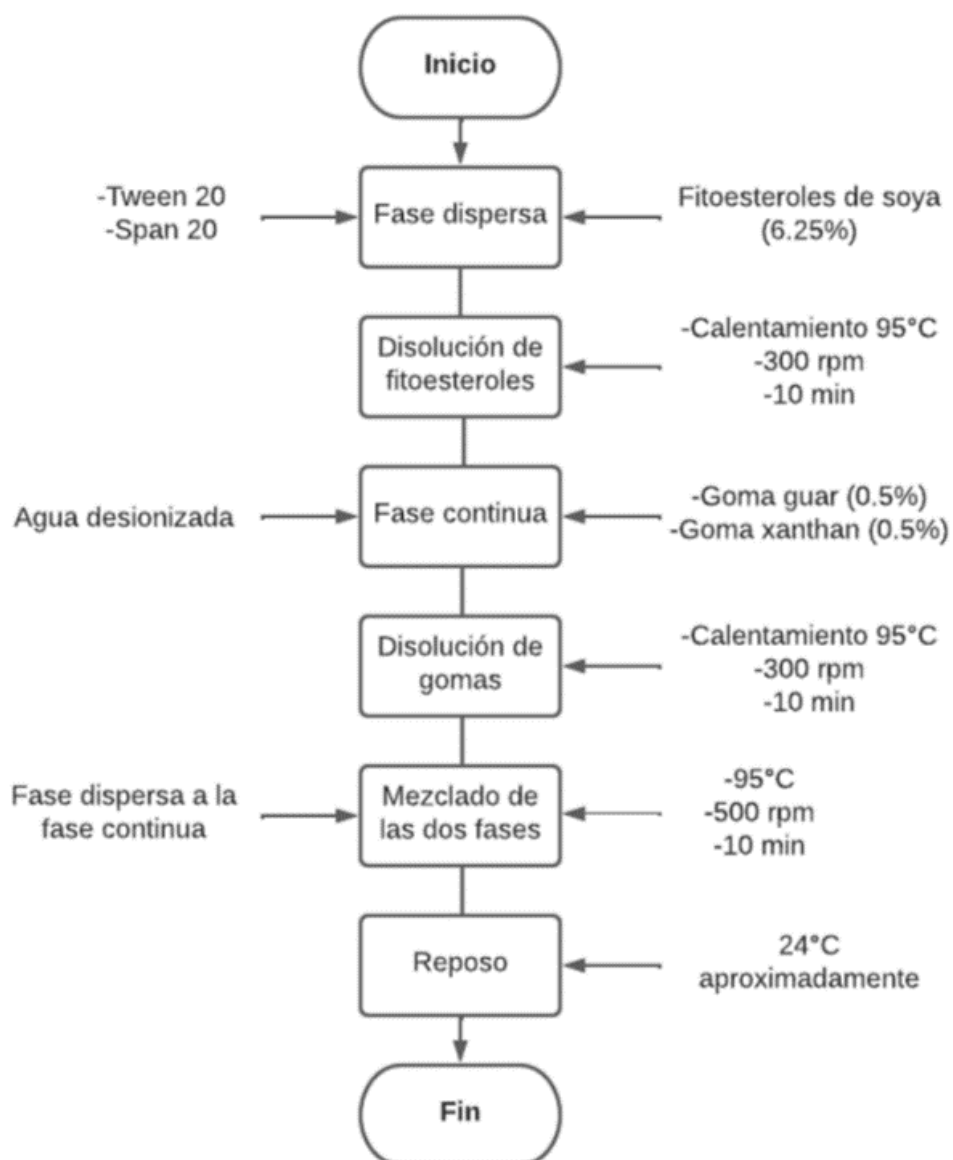 Inicio
-Tween 20
-Span 20
Fase dispersa
Fitoesteroles de soya
(6.25%)
Disolución de
fitoesteroles
-Calentamiento 95°C
-300 rpm
-10 min
Agua desionizada
Fase continua
-Goma guar (0.5%)
-Goma xanthan (0.5%)
Disolución de
gomas
-Calentamiento 95°C
-300 rpm
-10 min
Fase dispersa a la
fase continua
Mezclado de
las dos fases
-95°C
-500 rpm
-10 min
Reposo
24°C
aproximadamente
Fin